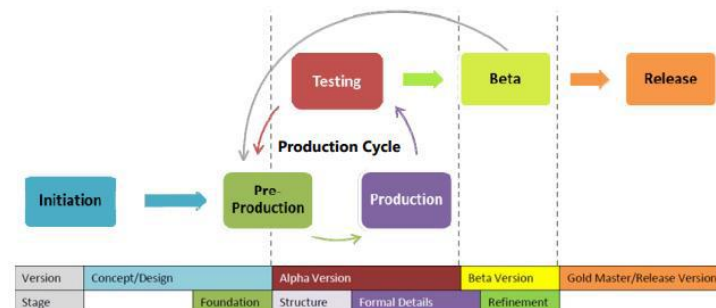 Testing
Beta
Release
Production Cycle
Initiation
Pre-
Production
Production
Version Concept/Design Alpha Version Beta Version Gold Master/Release Version
Stage Foundation Structure Formal Details Refinement